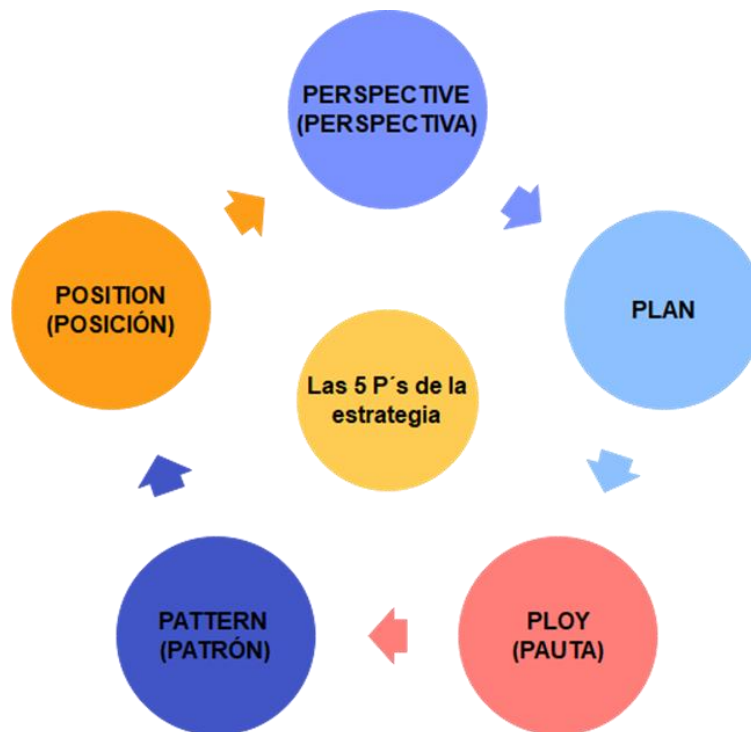 PERSPECTIVE
(PERSPECTIVA)
POSITION
(POSICIÓN)
PLAN
Las 5 P´s de la
estrategia
PATTERN
(PATRÓN)
PLOY
(PAUTA)